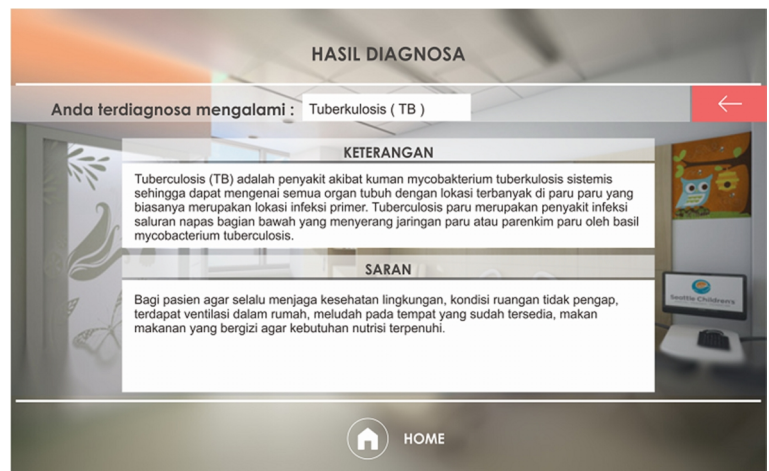 HASIL DIAGNOSA
Anda terdiagnosa mengalami : Tuberkulosis ( TB )
KETERANGAN
Tuberculosis (TB) adalah penyakit akibat kuman mycobakterium tuberkulosis sistemis
sehingga dapat mengenai semua organ tubuh dengan lokasi terbanyak di paru paru yang
biasanya merupakan lokasi infeksi primer. Tuberculosis paru merupakan penyakit infeksi
saluran napas bagian bawah yang menyerang jaringan paru atau parenkim paru oleh basil
mycobacterium tuberculosis.
SARAN
Bagi pasien agar selalu menjaga kesehatan lingkungan, kondisi ruangan tidak pengap,
terdapat ventilasi dalam rumah, meludah pada tempat yang sudah tersedia, makan
makanan yang bergizi agar kebutuhan nutrisi terpenuhi.
Seattle Children's
HOME